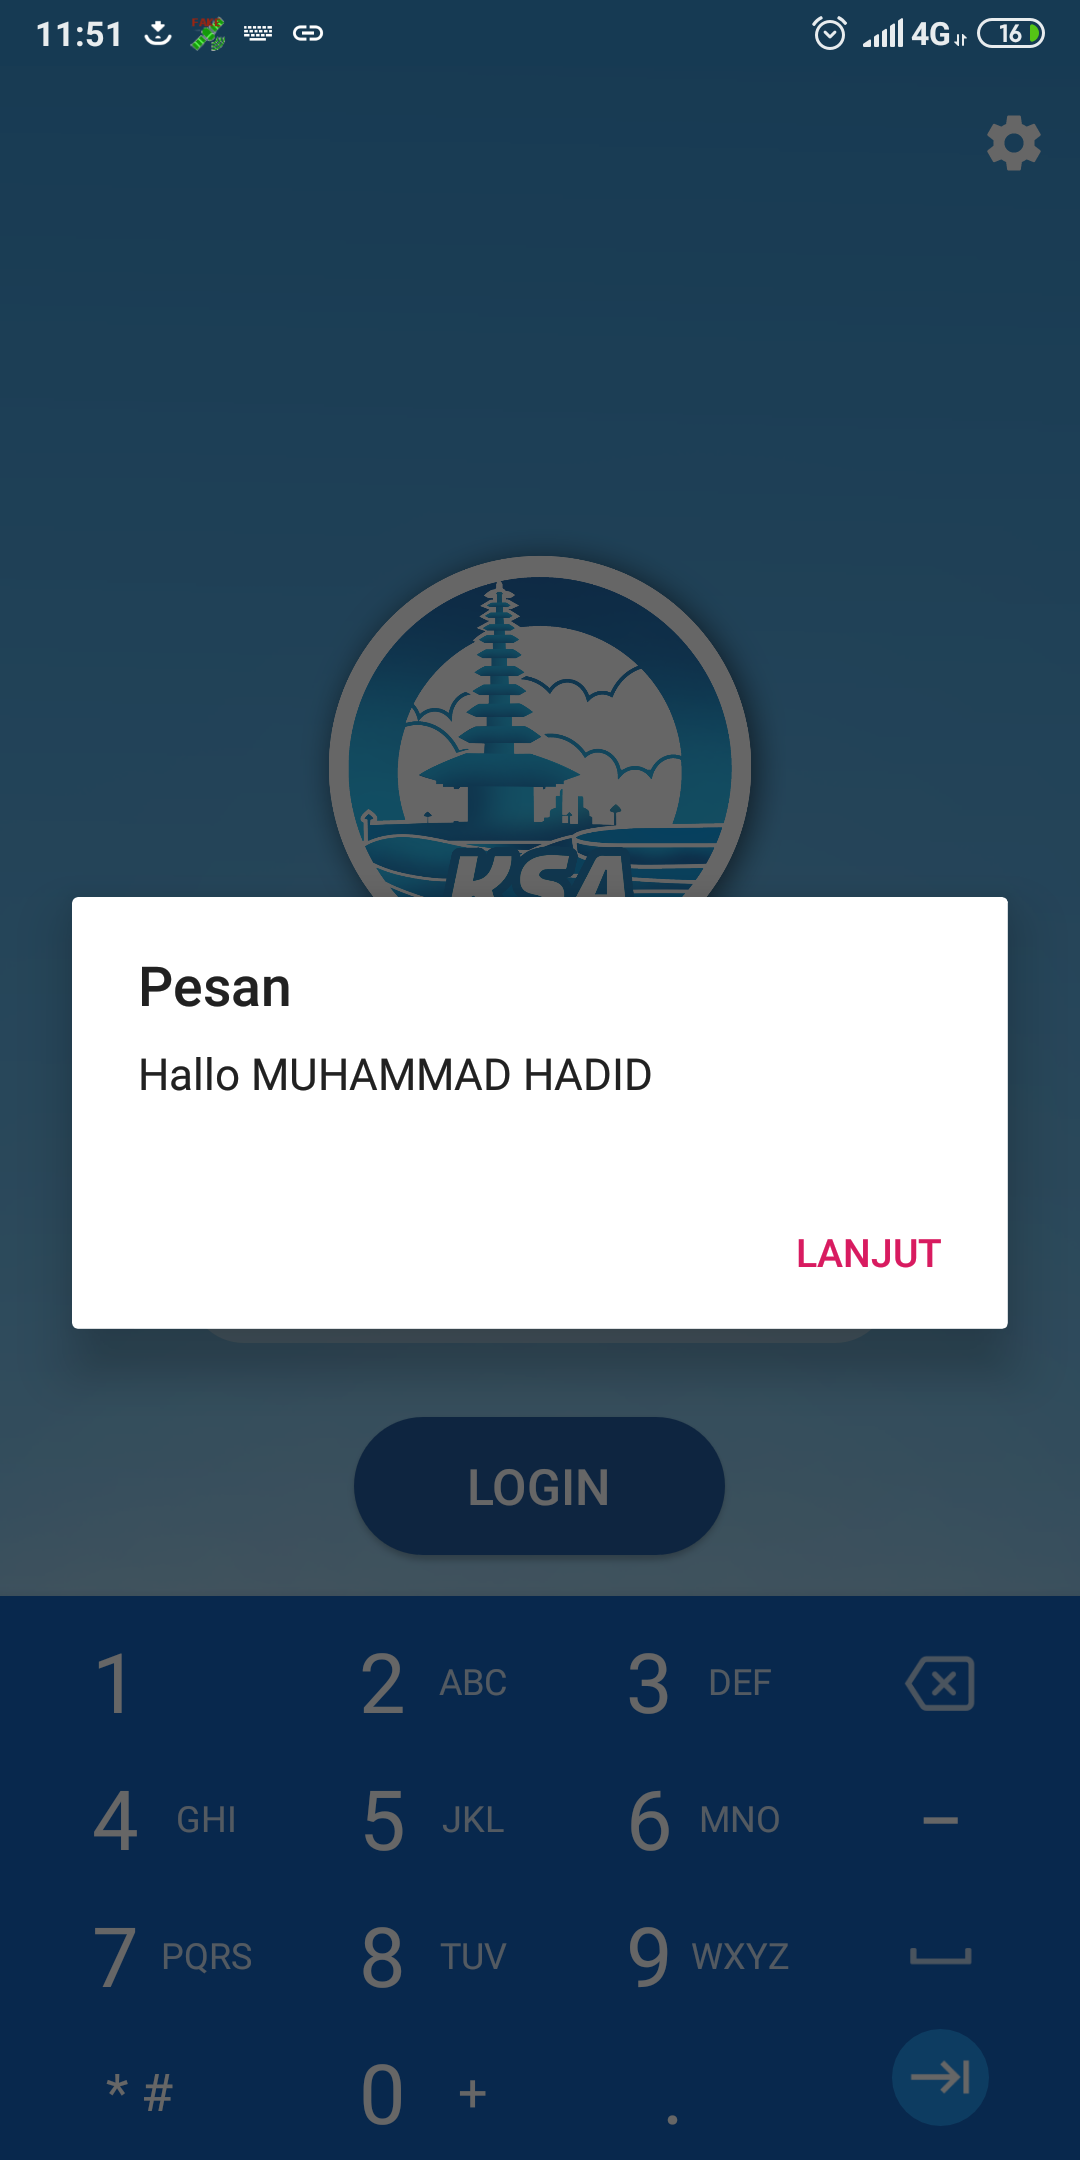 11:51
4G
16
KSA
Pesan
Hallo MUHAMMAD HADID
LANJUT
LOGIN
1 2 ABC 3 DEF
4 GHI 5 JKL 6 MNO –
7 PQRS 8 TUV 9 WXYZ
* # 0 + .